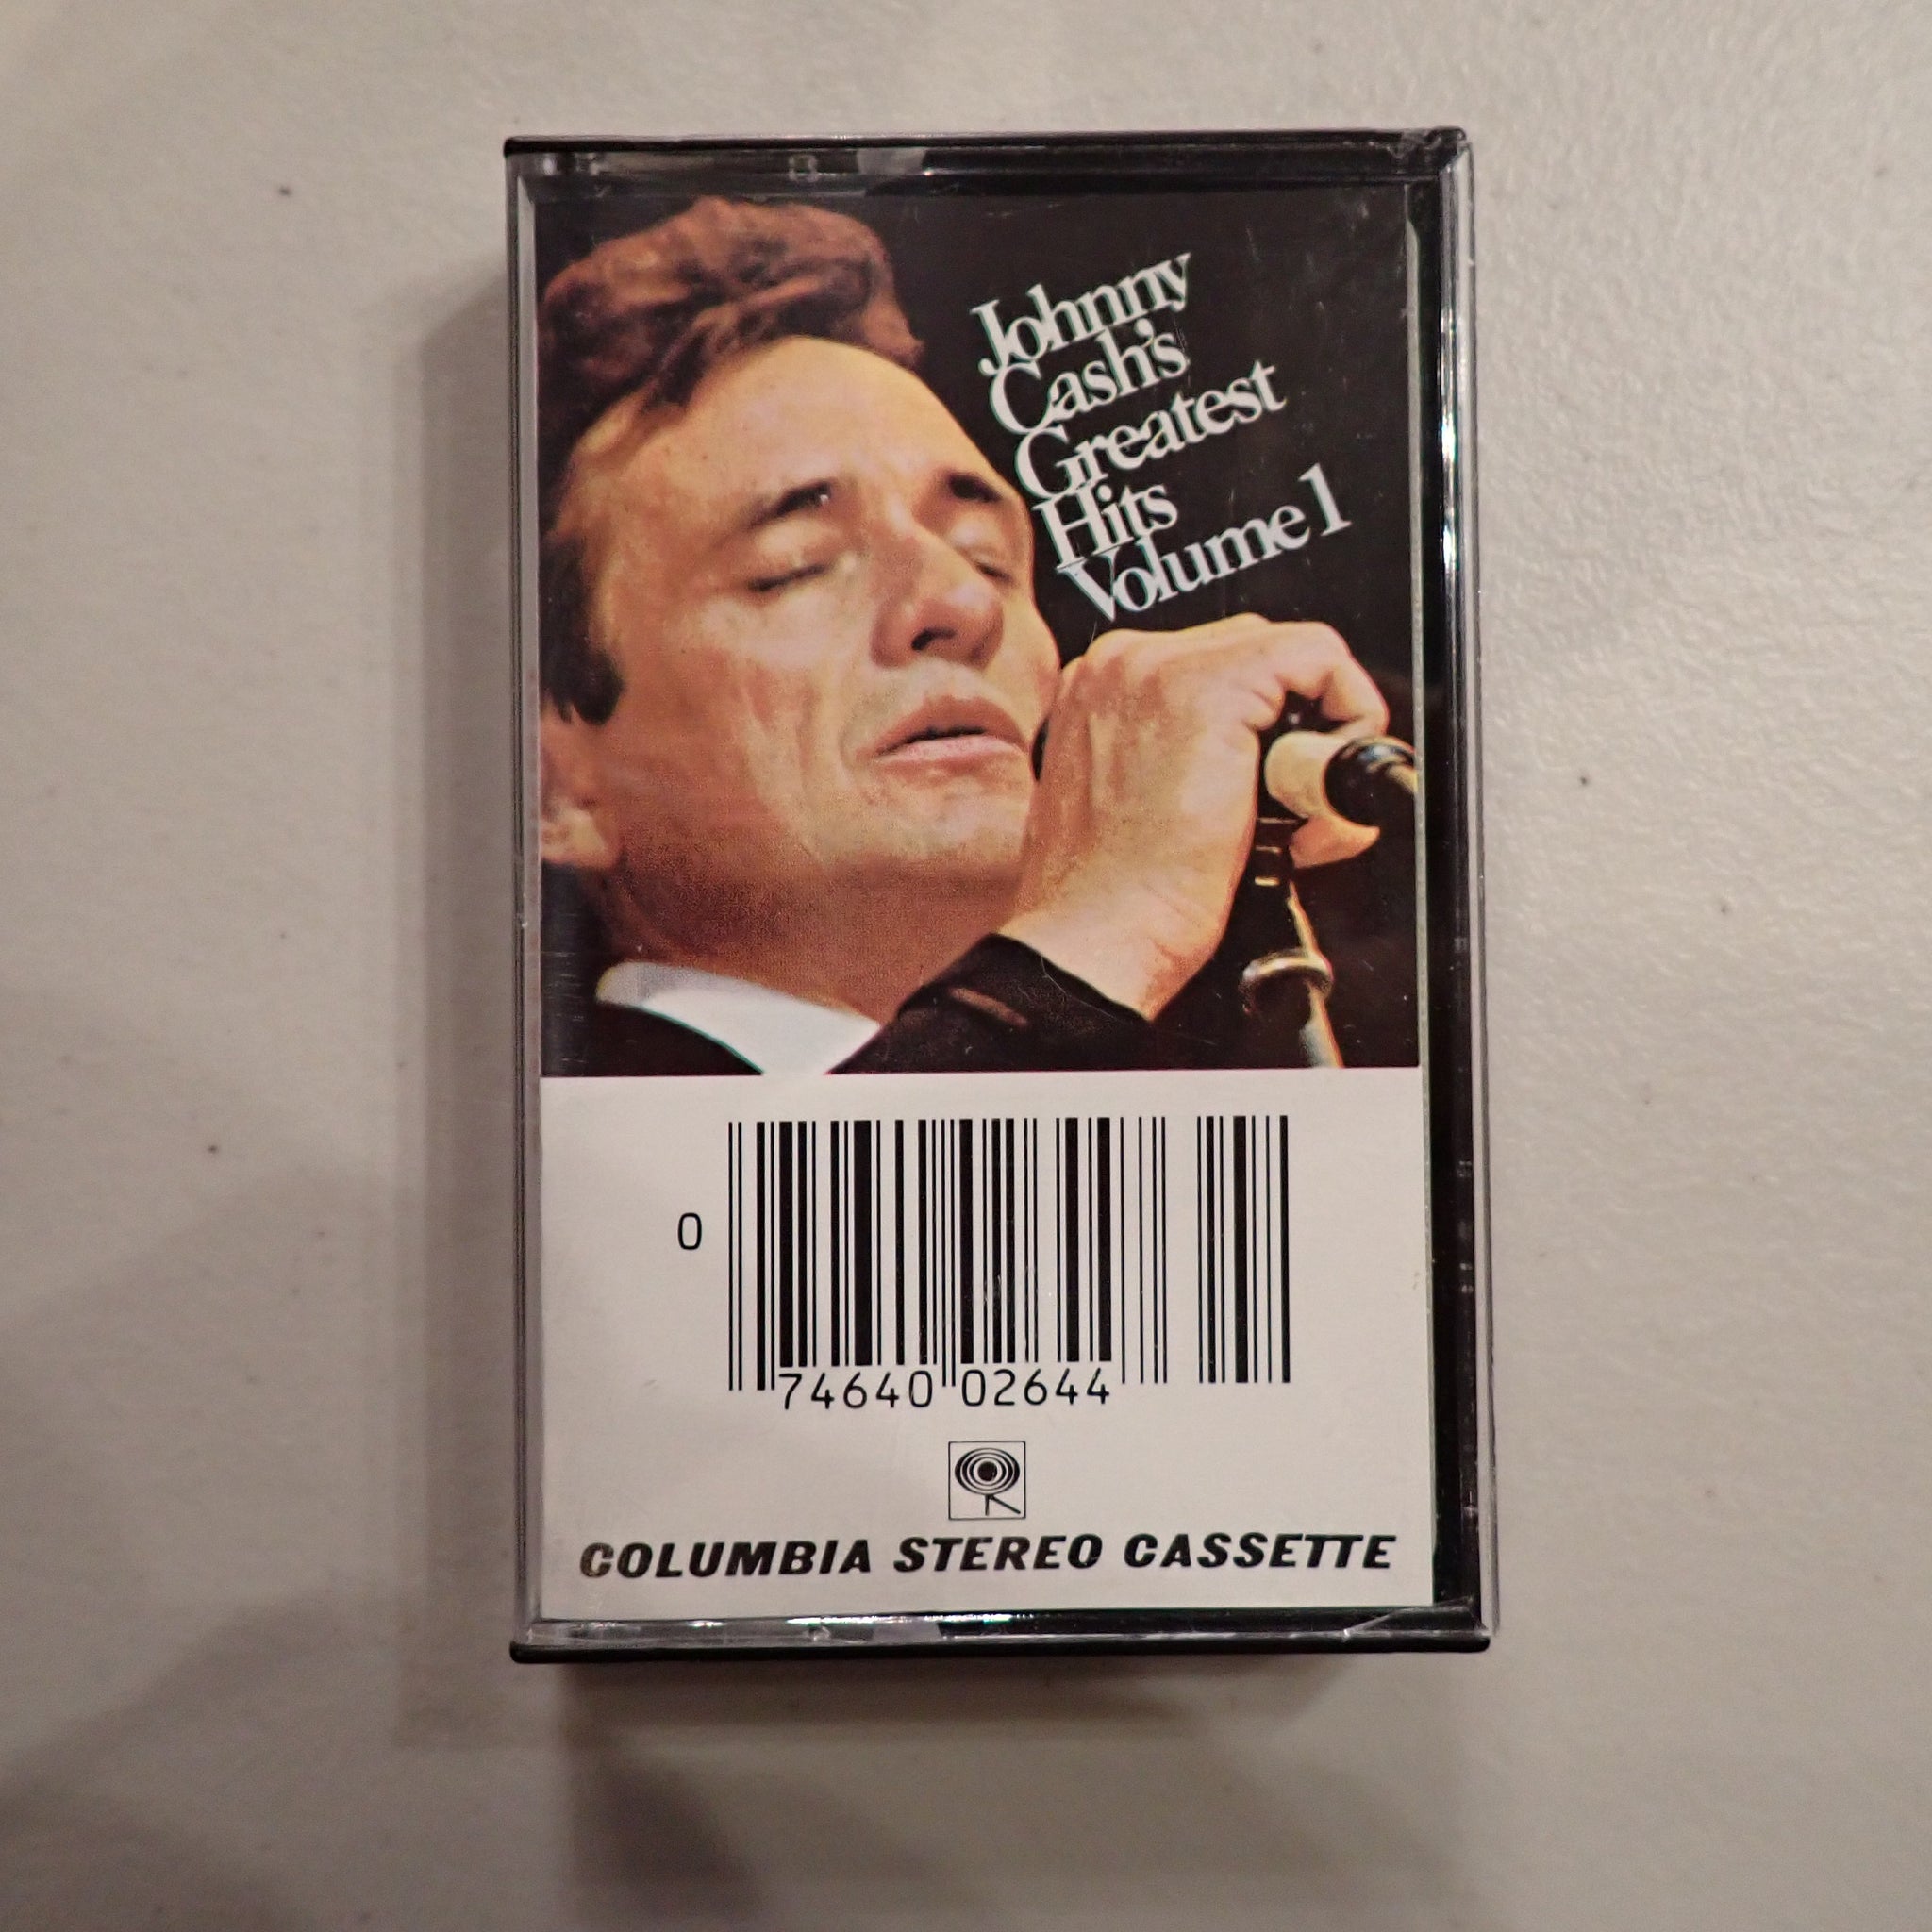 Johnny
Cash's
Greatest
Hits
Volume 1
0
74640 02644
COLUMBIA STEREO CASSETTE